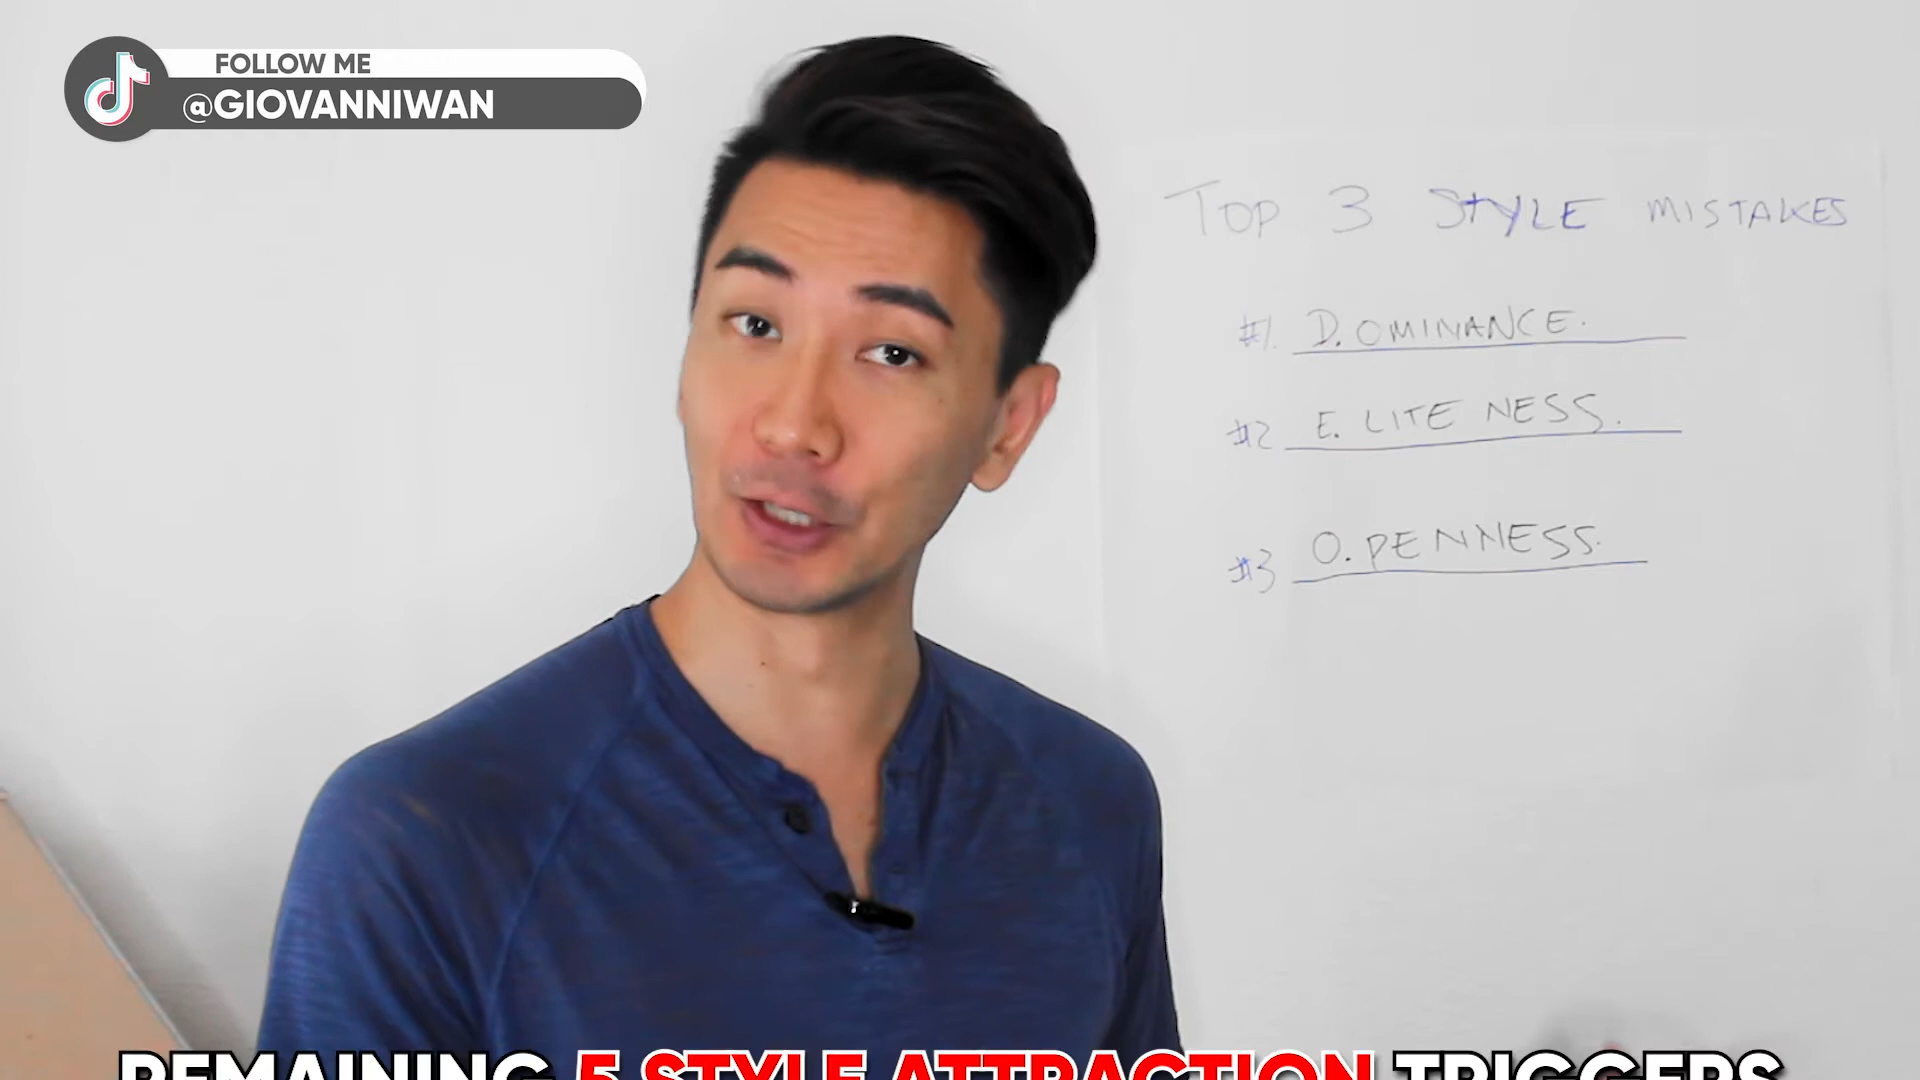 FOLLOW ME
@GIOVANNIWAN
TOP 3 STYLE MISTAKES
#1. D.OMINANCE.
#2 E. LITE NESS.
#3 O.PENNESS.
REMAINING 5 STYLE ATTRACTION TRIGGERS